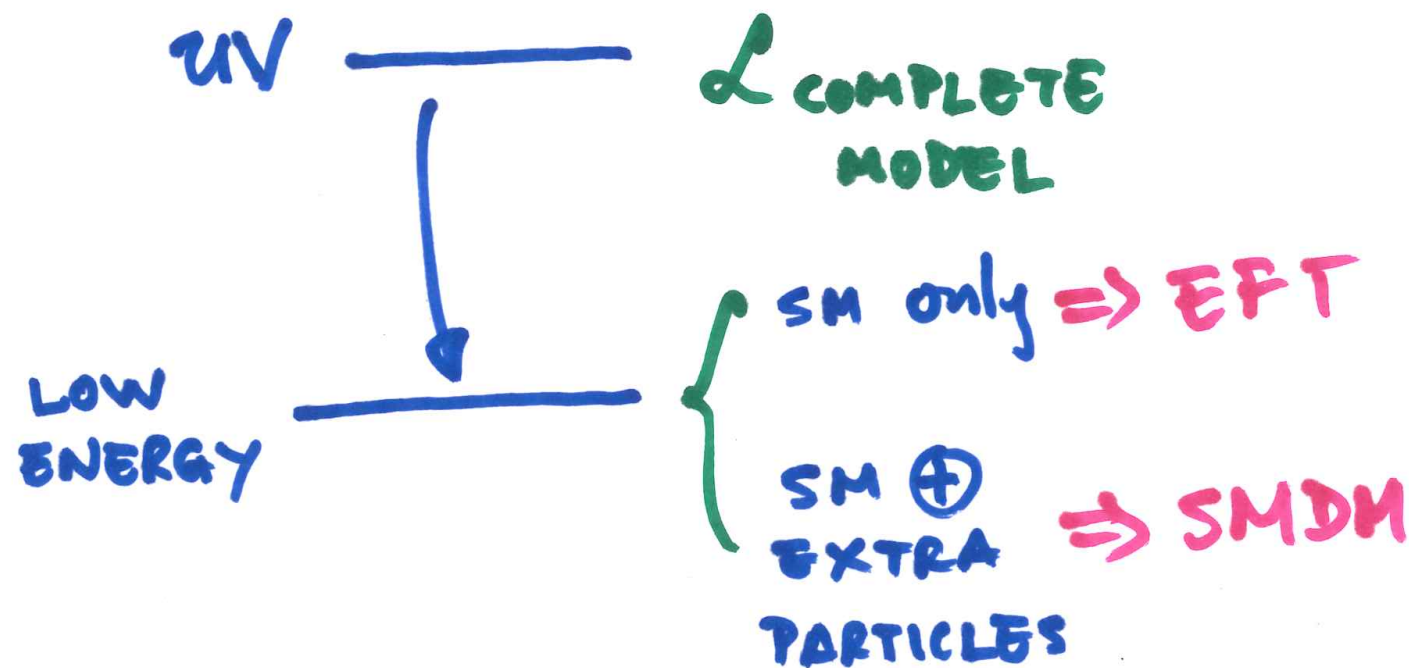 UV
ℒ COMPLETE
MODEL
SM only ⇒ EFT
LOW
ENERGY
SM ⊕
EXTRA ⇒ SMDM
PARTICLES